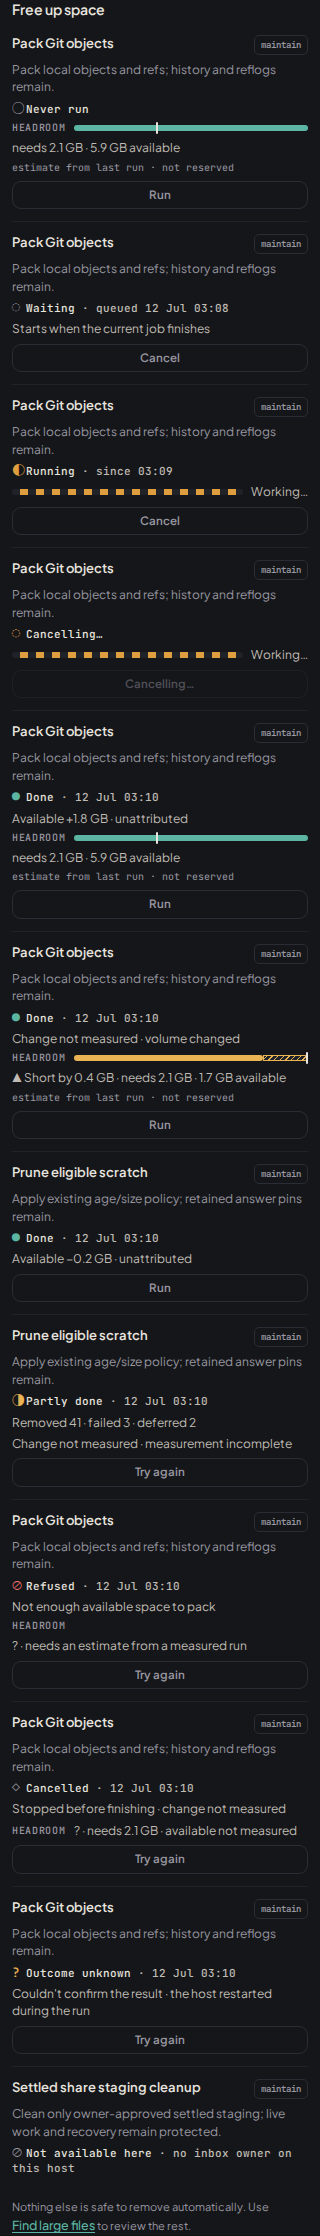 Free up space
Pack Git objects
maintain
Pack local objects and refs; history and reflogs
remain.
Never run
HEADROOM
needs 2.1 GB · 5.9 GB available
estimate from last run · not reserved
Run
Pack Git objects
maintain
Pack local objects and refs; history and reflogs
remain.
Waiting · queued 12 Jul 03:08
Starts when the current job finishes
Cancel
Pack Git objects
maintain
Pack local objects and refs; history and reflogs
remain.
Running · since 03:09
Working…
Cancel
Pack Git objects
maintain
Pack local objects and refs; history and reflogs
remain.
Cancelling…
Working…
Cancelling…
Pack Git objects
maintain
Pack local objects and refs; history and reflogs
remain.
Done · 12 Jul 03:10
Available +1.8 GB · unattributed
HEADROOM
needs 2.1 GB · 5.9 GB available
estimate from last run · not reserved
Run
Pack Git objects
maintain
Pack local objects and refs; history and reflogs
remain.
Done · 12 Jul 03:10
Change not measured · volume changed
HEADROOM
▲ Short by 0.4 GB · needs 2.1 GB · 1.7 GB available
estimate from last run · not reserved
Run
Prune eligible scratch
maintain
Apply existing age/size policy; retained answer pins
remain.
Done · 12 Jul 03:10
Available −0.2 GB · unattributed
Run
Prune eligible scratch
maintain
Apply existing age/size policy; retained answer pins
remain.
Partly done · 12 Jul 03:10
Removed 41 · failed 3 · deferred 2
Change not measured · measurement incomplete
Try again
Pack Git objects
maintain
Pack local objects and refs; history and reflogs
remain.
Refused · 12 Jul 03:10
Not enough available space to pack
HEADROOM
? · needs an estimate from a measured run
Try again
Pack Git objects
maintain
Pack local objects and refs; history and reflogs
remain.
Cancelled · 12 Jul 03:10
Stopped before finishing · change not measured
HEADROOM ? · needs 2.1 GB · available not measured
Try again
Pack Git objects
maintain
Pack local objects and refs; history and reflogs
remain.
? Outcome unknown · 12 Jul 03:10
Couldn't confirm the result · the host restarted
during the run
Try again
Settled share staging cleanup
maintain
Clean only owner-approved settled staging; live
work and recovery remain protected.
Not available here · no inbox owner on
this host
Nothing else is safe to remove automatically. Use
Find large files to review the rest.